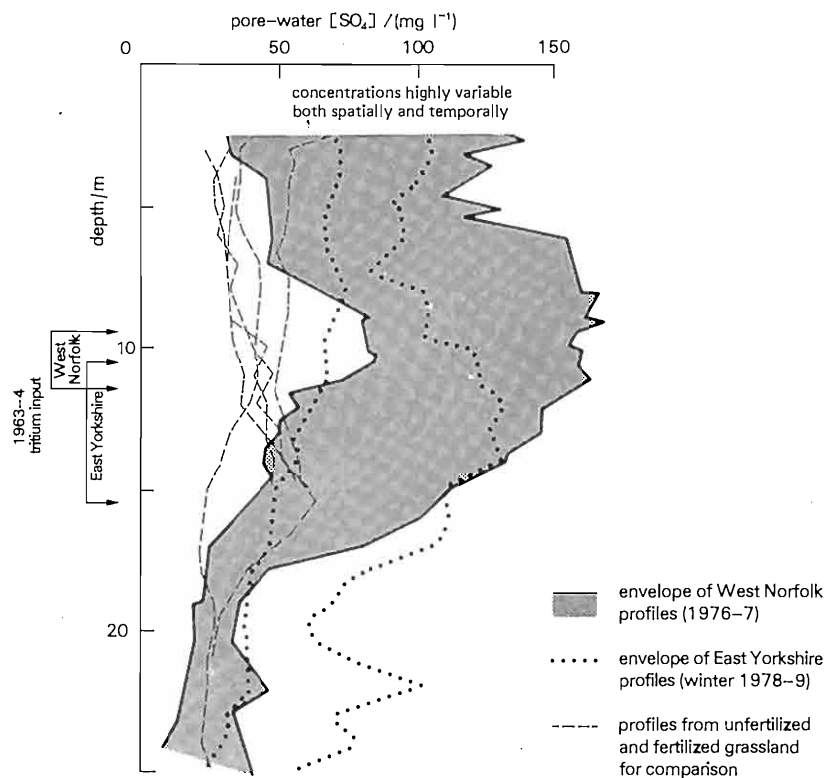 pore-water [SO₄] /(mg l⁻¹)
0 50 100 150
concentrations highly variable
both spatially and temporally
depth/m
10
20
1963-4
tritium input
West
Norfolk
East Yorkshire
envelope of West Norfolk
profiles (1976-7)
envelope of East Yorkshire
profiles (winter 1978-9)
profiles from unfertilized
and fertilized grassland
for comparison